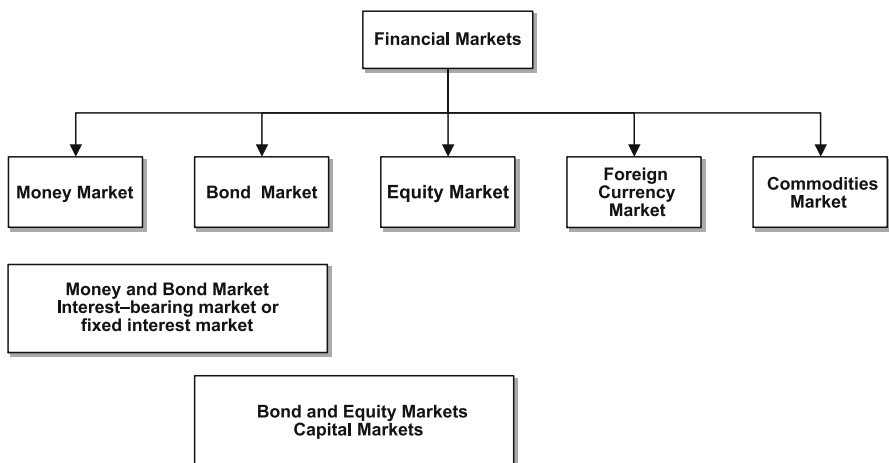 Financial Markets
Money Market
Bond Market
Equity Market
Foreign
Currency
Market
Commodities
Market
Money and Bond Market
Interest–bearing market or
fixed interest market
Bond and Equity Markets
Capital Markets